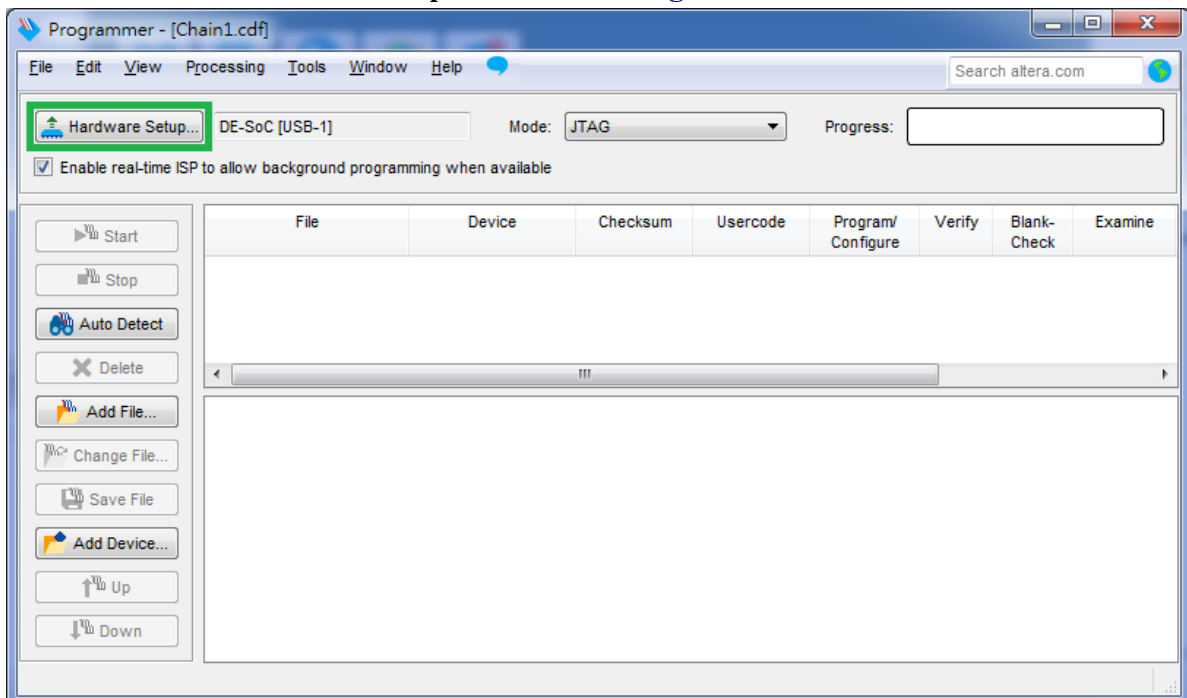 Programmer - [Chain1.cdf]
File Edit View Processing Tools Window Help
Search altera.com
Hardware Setup... DE-SoC [USB-1] Mode: JTAG Progress:
Enable real-time ISP to allow background programming when available
File Device Checksum Usercode Program/ Configure Verify Blank- Check Examine
Start
Stop
Auto Detect
Delete
Add File...
Change File...
Save File
Add Device...
Up
Down